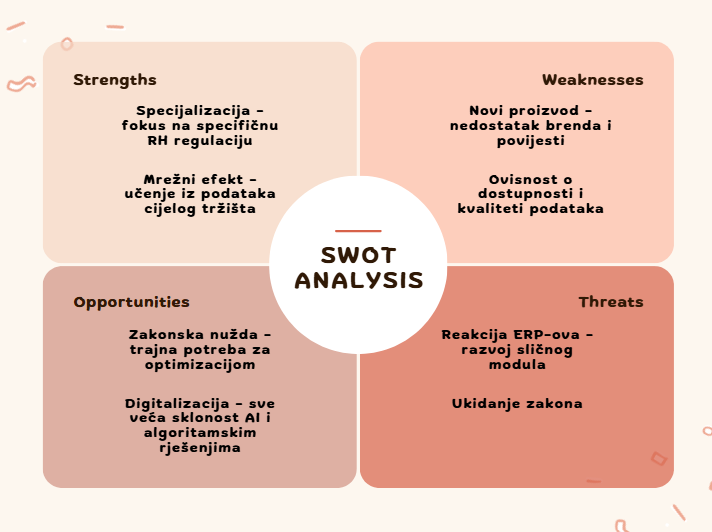 Strengths
Specijalizacija -
fokus na specifičnu
RH regulaciju
Mrežni efekt -
učenje iz podataka
cijelog tržišta
Weaknesses
Novi proizvod -
nedostatak brenda i
povijesti
Ovisnost o
dostupnosti i
kvaliteti podataka
SWOT
ANALYSIS
Opportunities
Zakonska nužda -
trajna potreba za
optimizacijom
Digitalizacija - sve
veća sklonost AI i
algoritamskim
rješenjima
Threats
Reakcija ERP-ova -
razvoj sličnog
modula
Ukidanje zakona